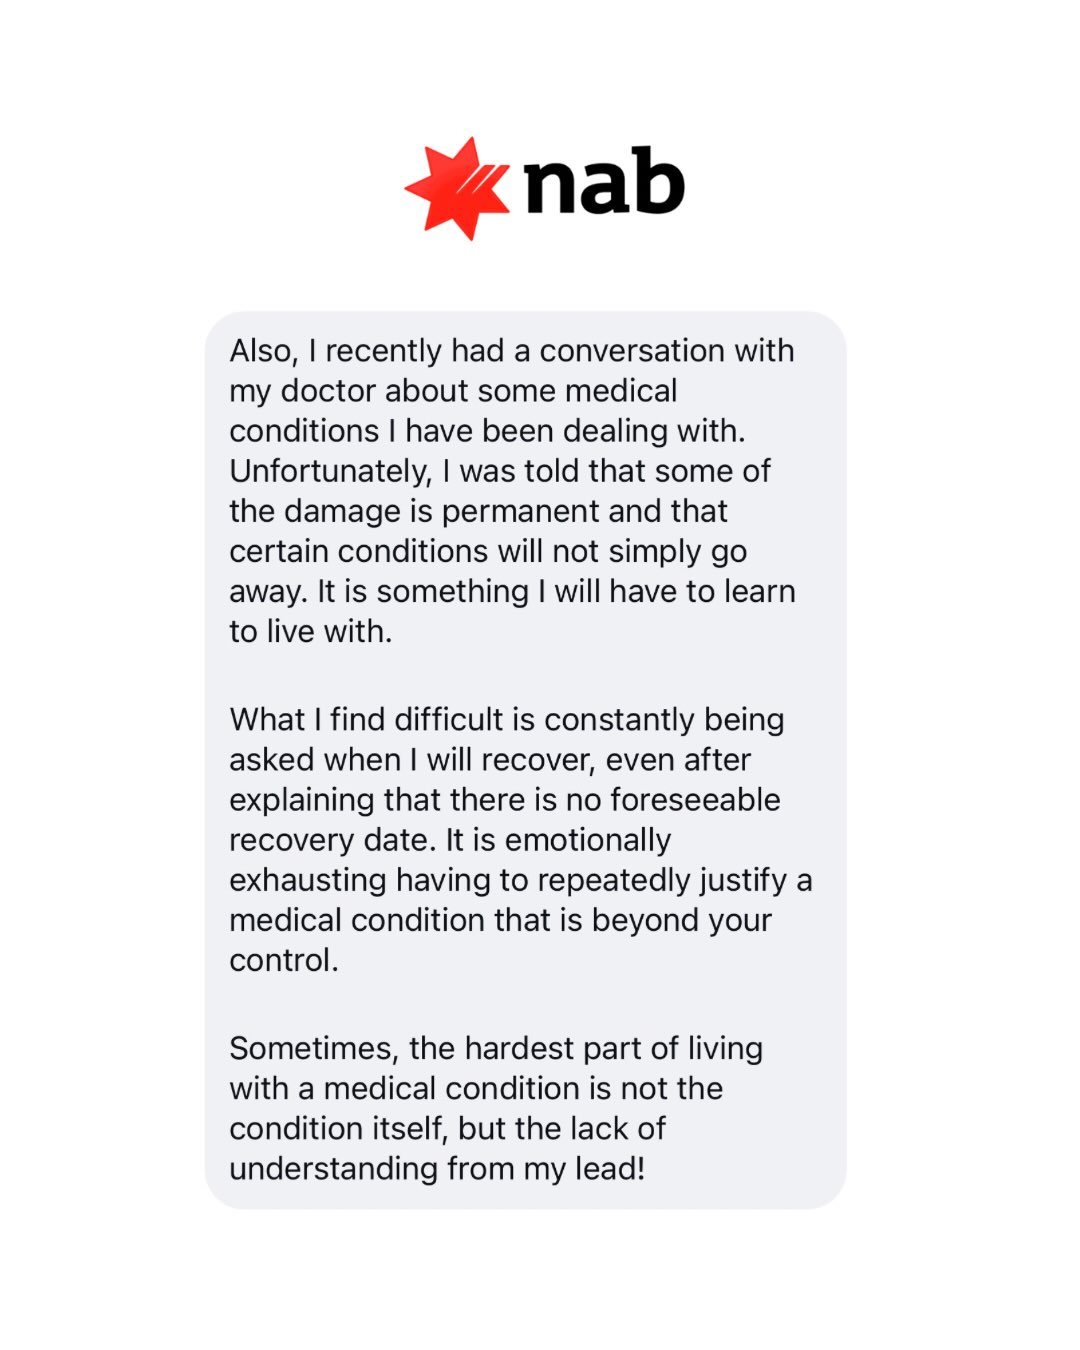 nab
Also, I recently had a conversation with
my doctor about some medical
conditions I have been dealing with.
Unfortunately, I was told that some of
the damage is permanent and that
certain conditions will not simply go
away. It is something I will have to learn
to live with.
What I find difficult is constantly being
asked when I will recover, even after
explaining that there is no foreseeable
recovery date. It is emotionally
exhausting having to repeatedly justify a
medical condition that is beyond your
control.
Sometimes, the hardest part of living
with a medical condition is not the
condition itself, but the lack of
understanding from my lead!